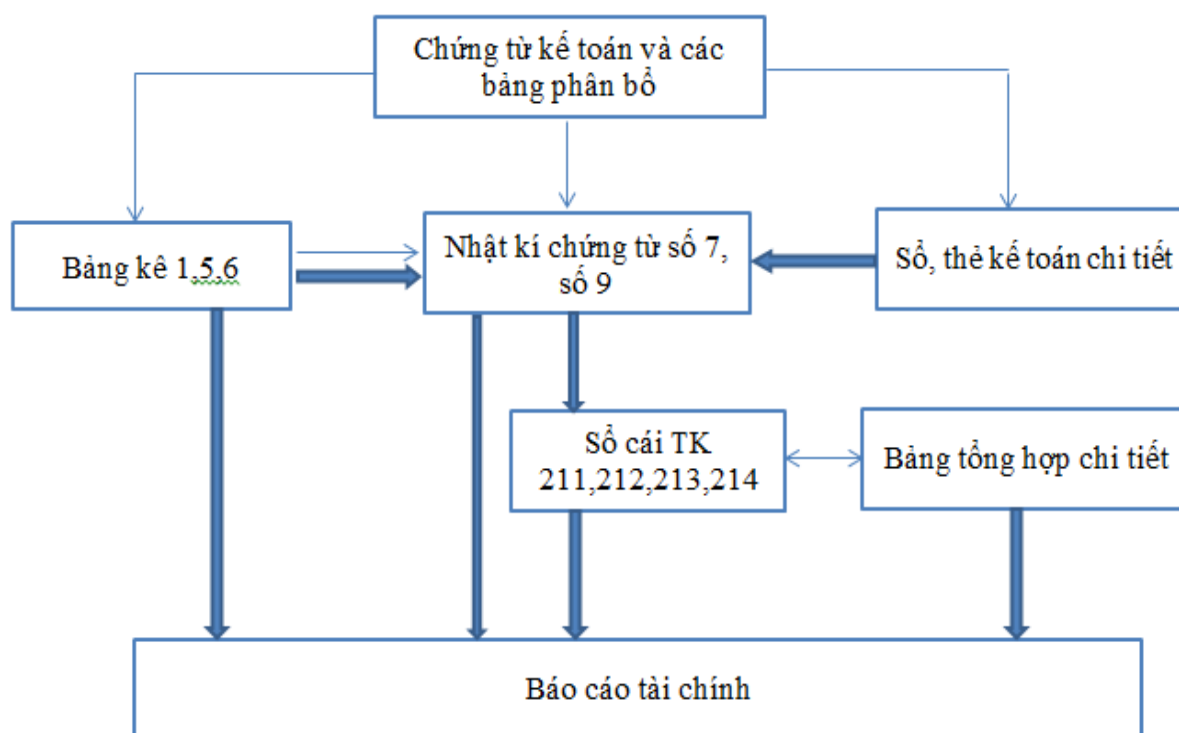 Chứng từ kế toán và các
bảng phân bổ
Bảng kê 1,5,6
Nhật kí chứng từ số 7,
số 9
Sổ, thẻ kế toán chi tiết
Sổ cái TK
211,212,213,214
Bảng tổng hợp chi tiết
Báo cáo tài chính